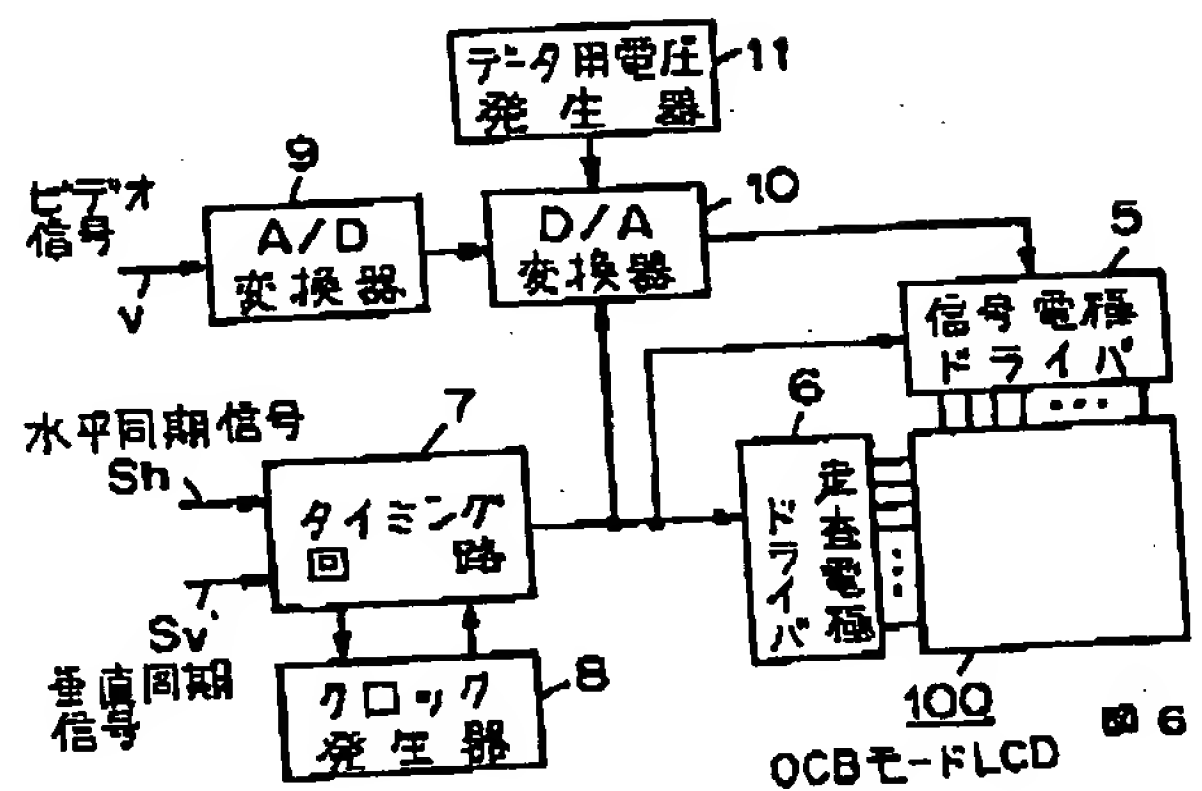 データ用電圧
発生器
11
9
ビデオ
信号
A/D
変換器
D/A
変換器
10
5
V
信号電極
ドライバ
水平同期信号
Sh
7
6
タイミング
回路
走査電極
ドライバ
Sv
垂直同期
信号
クロック
発生器
8
100
図6
OCBモードLCD